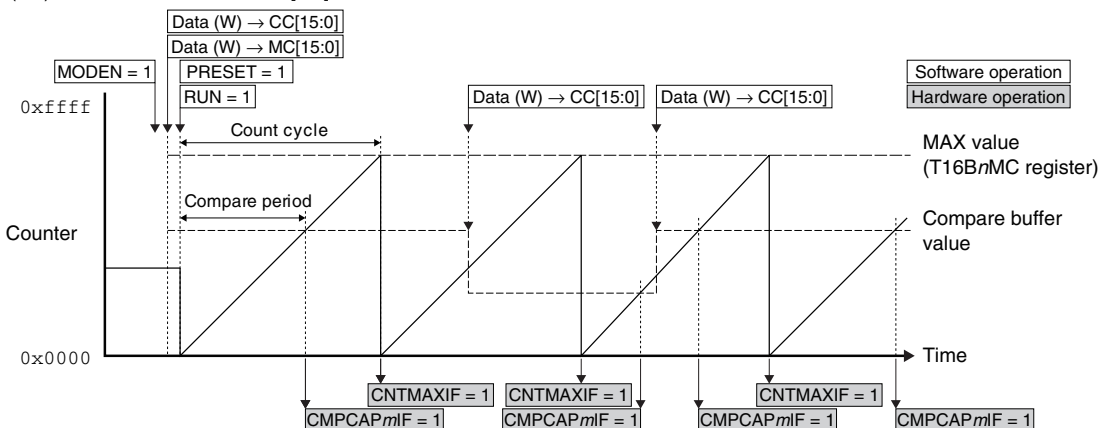 Data (W) → CC[15:0]
Data (W) → MC[15:0]
MODEN = 1
PRESET = 1
RUN = 1
Data (W) → CC[15:0]
Data (W) → CC[15:0]
Software operation
Hardware operation
0xffff
Count cycle
MAX value
(T16BnMC register)
Compare period
Compare buffer
value
Counter
0x0000
Time
CNTMAXIF = 1
CNTMAXIF = 1
CNTMAXIF = 1
CMPCAPmIF = 1
CMPCAPmIF = 1
CMPCAPmIF = 1
CMPCAPmIF = 1